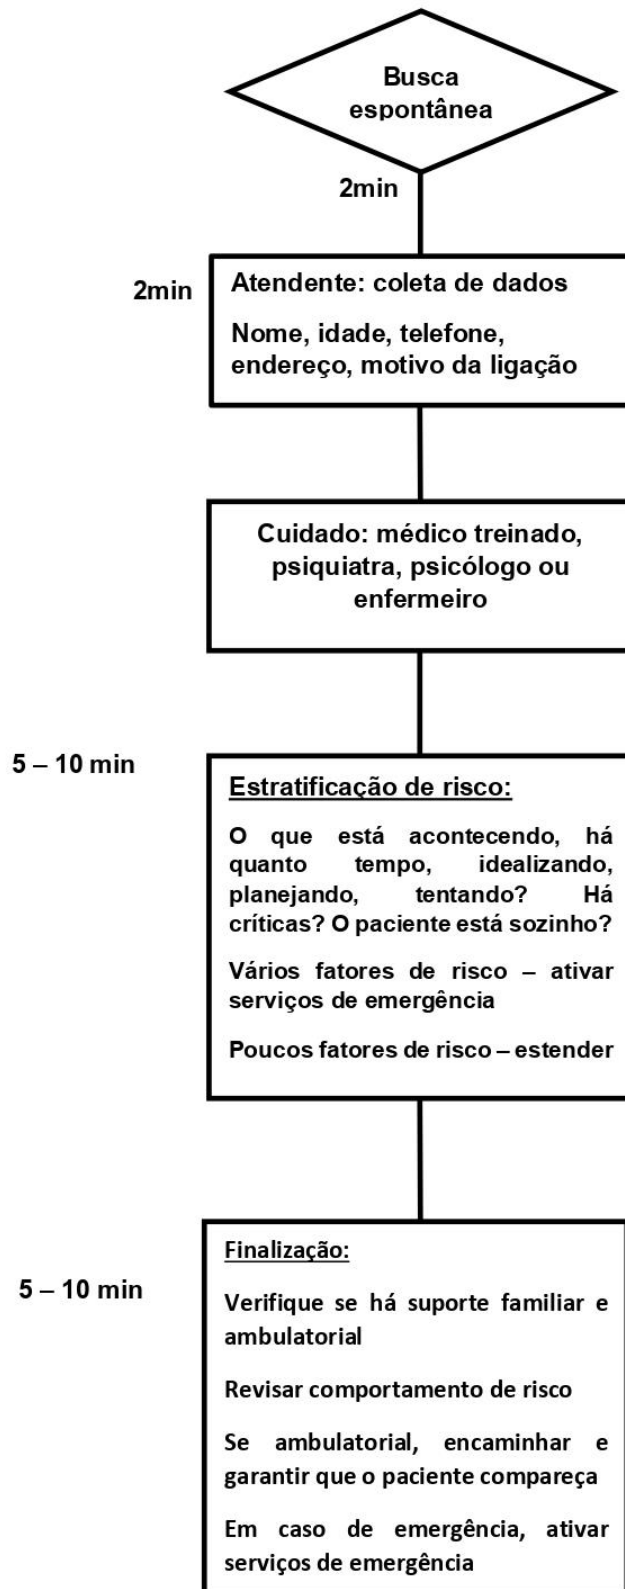 Busca
espontânea
2min
2min
Atendente: coleta de dados
Nome, idade, telefone,
endereço, motivo da ligação
Cuidado: médico treinado,
psiquiatra, psicólogo ou
enfermeiro
5 – 10 min
Estratificação de risco:
O que está acontecendo, há
quanto tempo, idealizando,
planejando, tentando? Há
críticas? O paciente está sozinho?
Vários fatores de risco – ativar
serviços de emergência
Poucos fatores de risco – estender
5 – 10 min
Finalização:
Verifique se há suporte familiar e
ambulatorial
Revisar comportamento de risco
Se ambulatorial, encaminhar e
garantir que o paciente compareça
Em caso de emergência, ativar
serviços de emergência